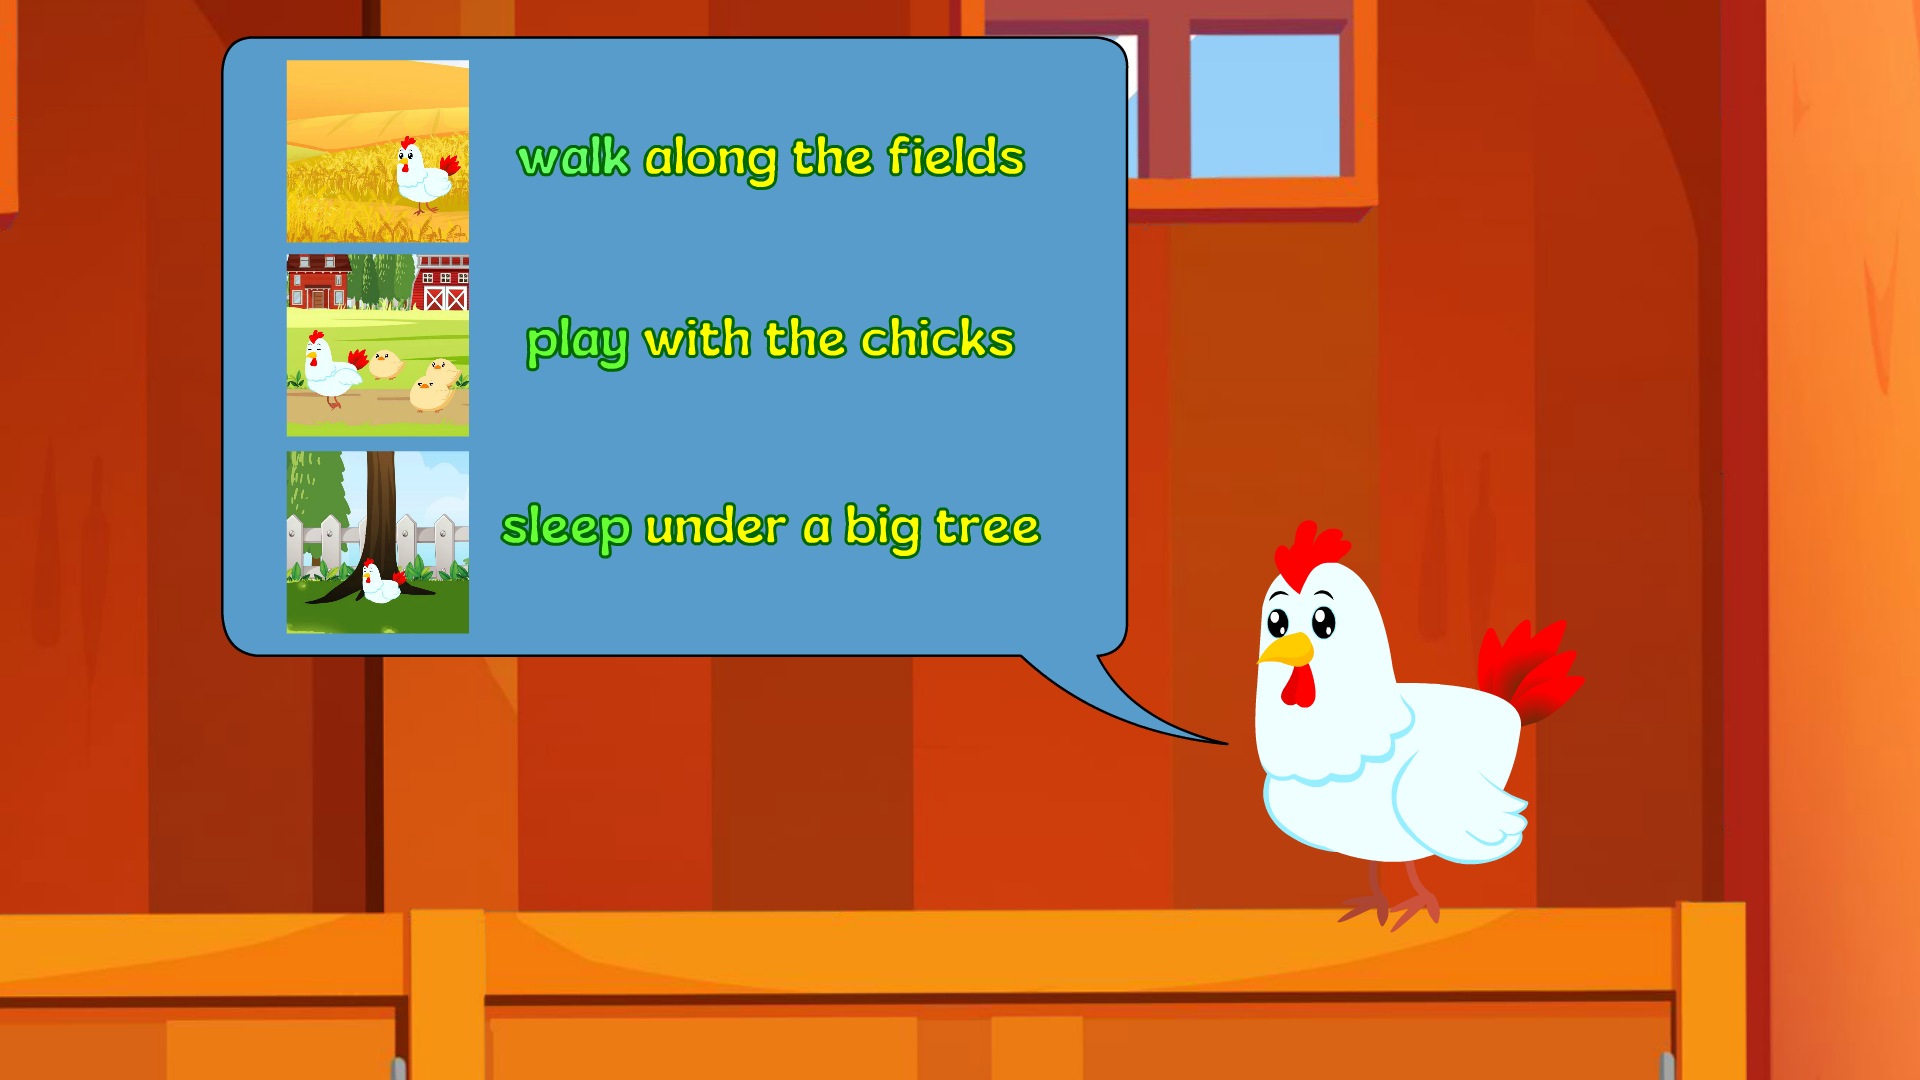 walk along the fields
play with the chicks
sleep under a big tree